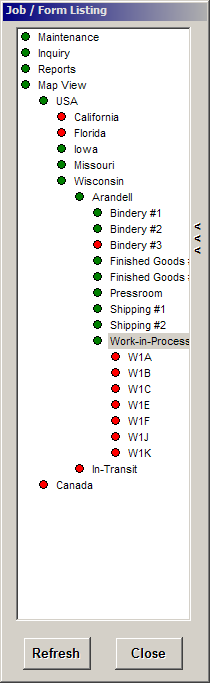 Job / Form Listing
Maintenance
Inquiry
Reports
Map View
USA
California
Florida
Iowa
Missouri
Wisconsin
Arandell
Bindery #1
Bindery #2
Bindery #3
Finished Goods
Finished Goods
Pressroom
Shipping #1
Shipping #2
Work-in-Process
W1A
W1B
W1C
W1E
W1F
W1J
W1K
In-Transit
Canada
Refresh Close